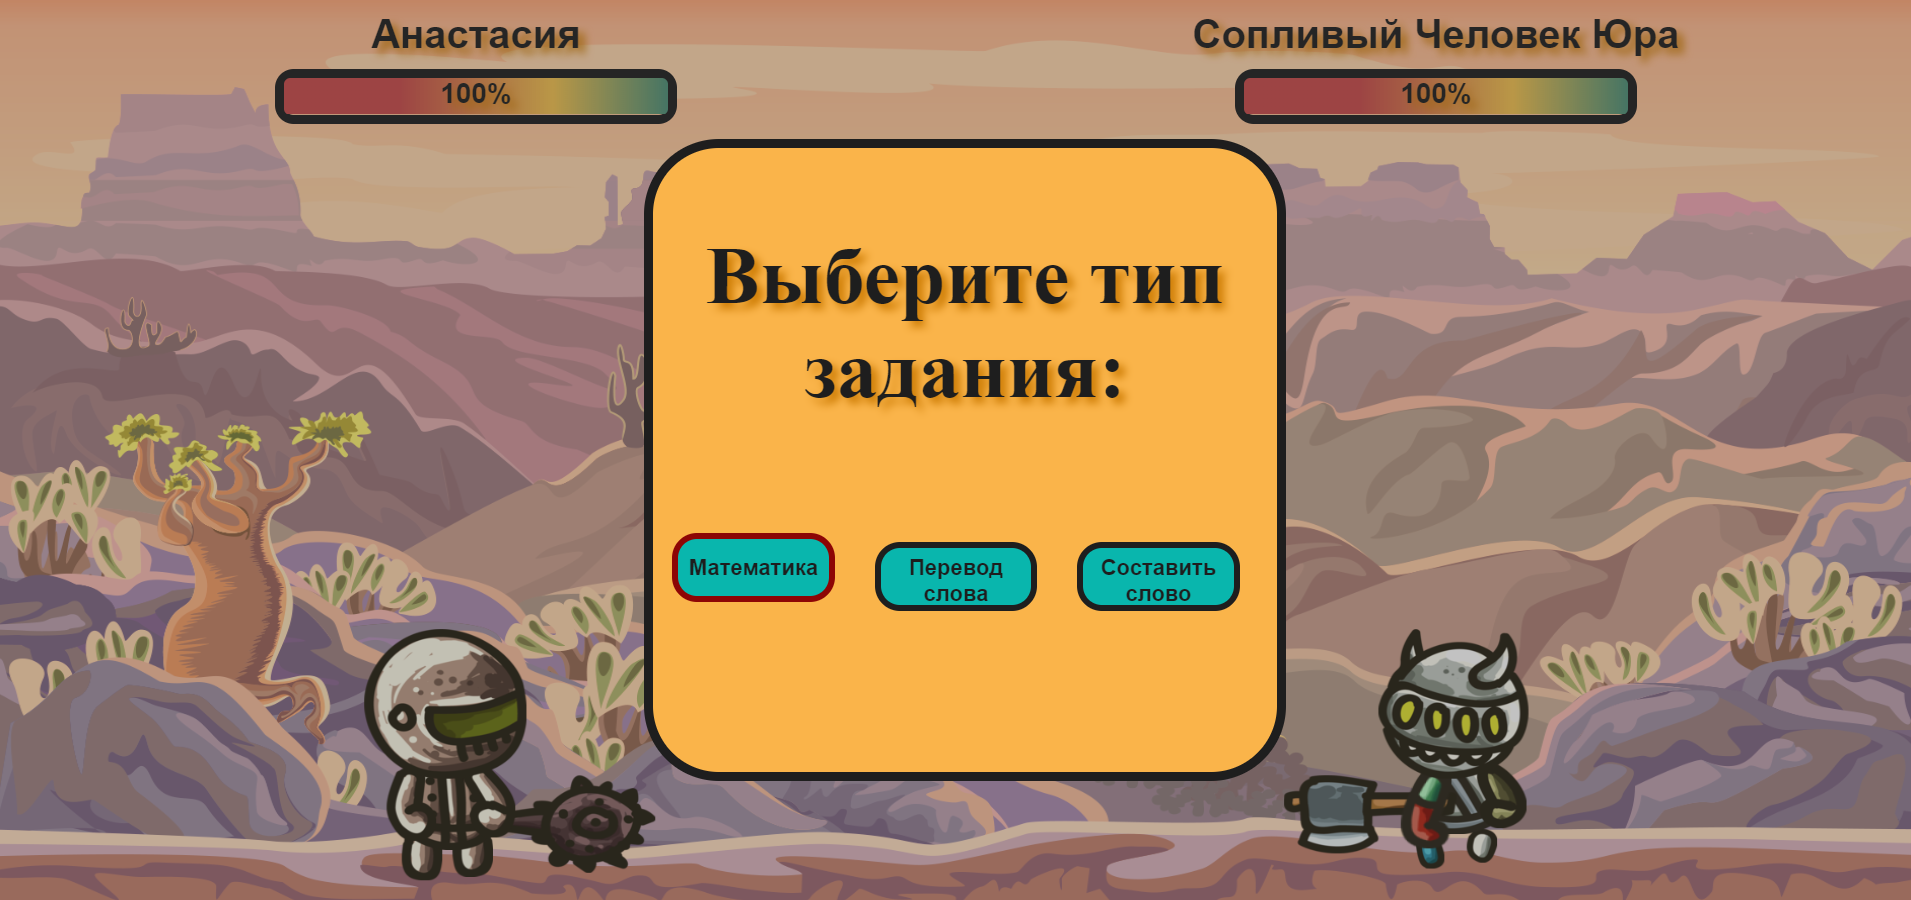 Анастасия
100%
Сопливый Человек Юра
100%
Выберите тип
задания:
Математика
Перевод
слова
Составить
слово